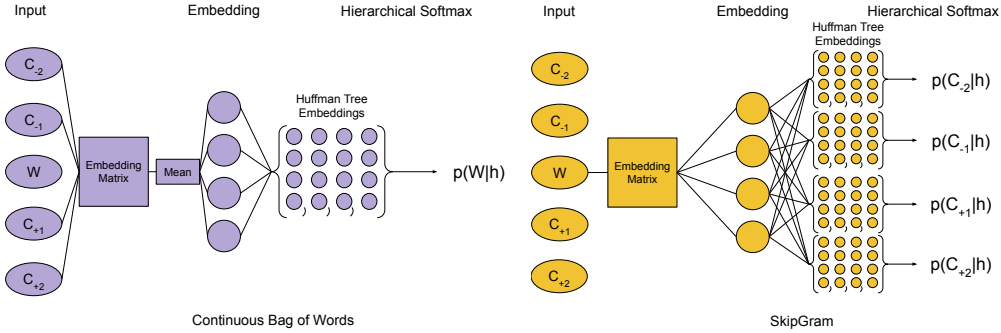 Input
Embedding
Hierarchical Softmax
Huffman Tree
Embeddings
C-2
C-1
W
C+1
C+2
Embedding
Matrix
Mean
p(W|h)
Continuous Bag of Words
Input
Embedding
Hierarchical Softmax
Huffman Tree
Embeddings
C-2
C-1
W
C+1
C+2
Embedding
Matrix
p(C-2|h)
p(C-1|h)
p(C+1|h)
p(C+2|h)
SkipGram